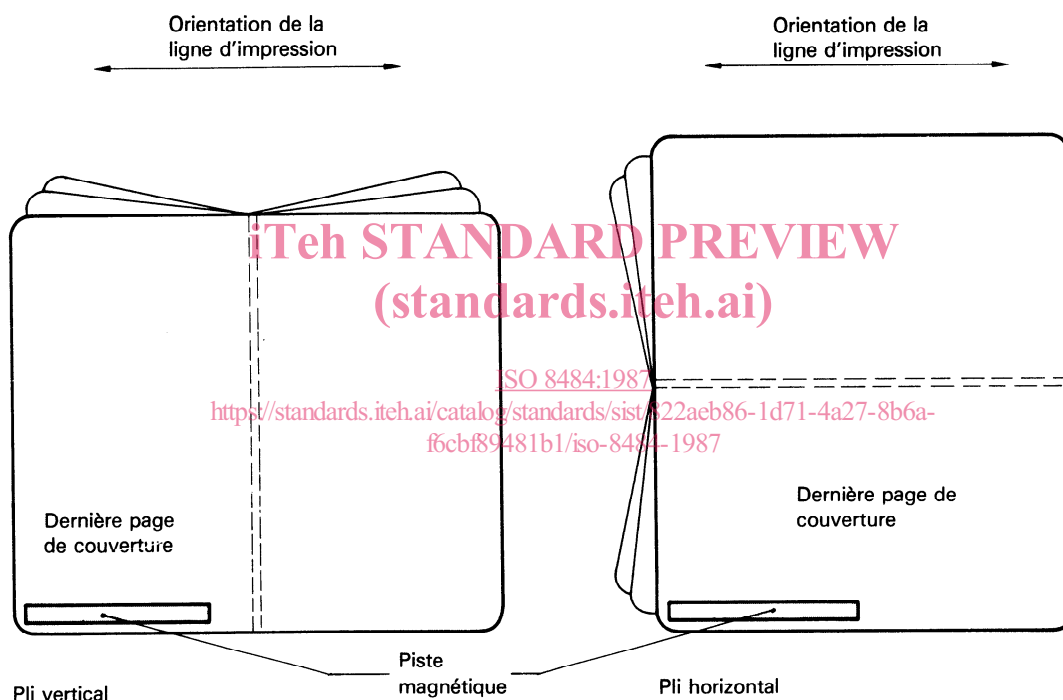 Orientation de la
ligne d'impression
Orientation de la
ligne d'impression
iTeh STANDARD PREVIEW
(standards.iteh.ai)
ISO 8484:1987
https://standards.iteh.ai/catalog/standards/sist/822aeb86-1d71-4a27-8b6a-
f6cbf89481b1/iso-8484-1987
Dernière page
de couverture
Dernière page de
couverture
Piste
magnétique
Pli vertical
Pli horizontal